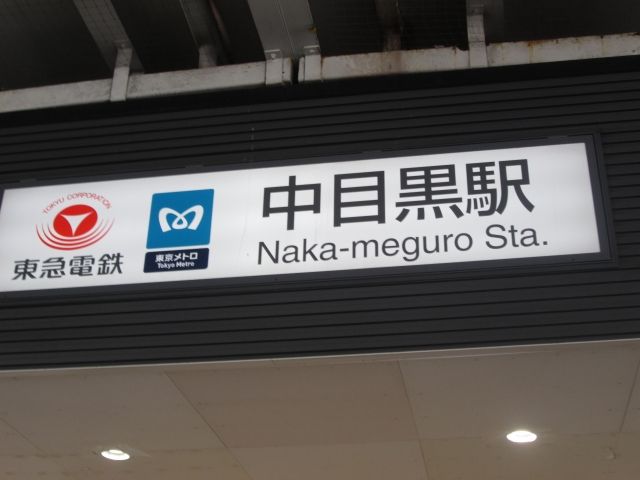 TOKYU CORPORATION
東急電鉄
東京メトロ
Tokyo Metro
中目黒駅
Naka-meguro Sta.